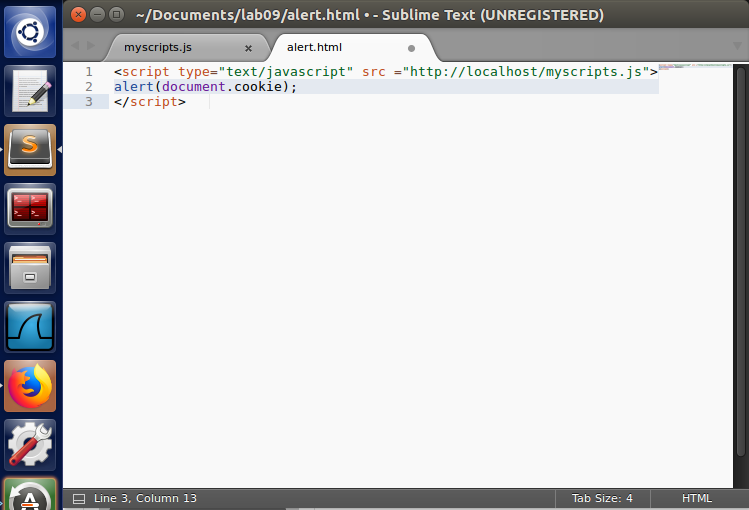 ~/Documents/lab09/alert.html • - Sublime Text (UNREGISTERED)
myscripts.js
alert.html
1 <script type="text/javascript" src ="http://localhost/myscripts.js">
2 alert(document.cookie);
3 </script>
Line 3, Column 13
Tab Size: 4
HTML